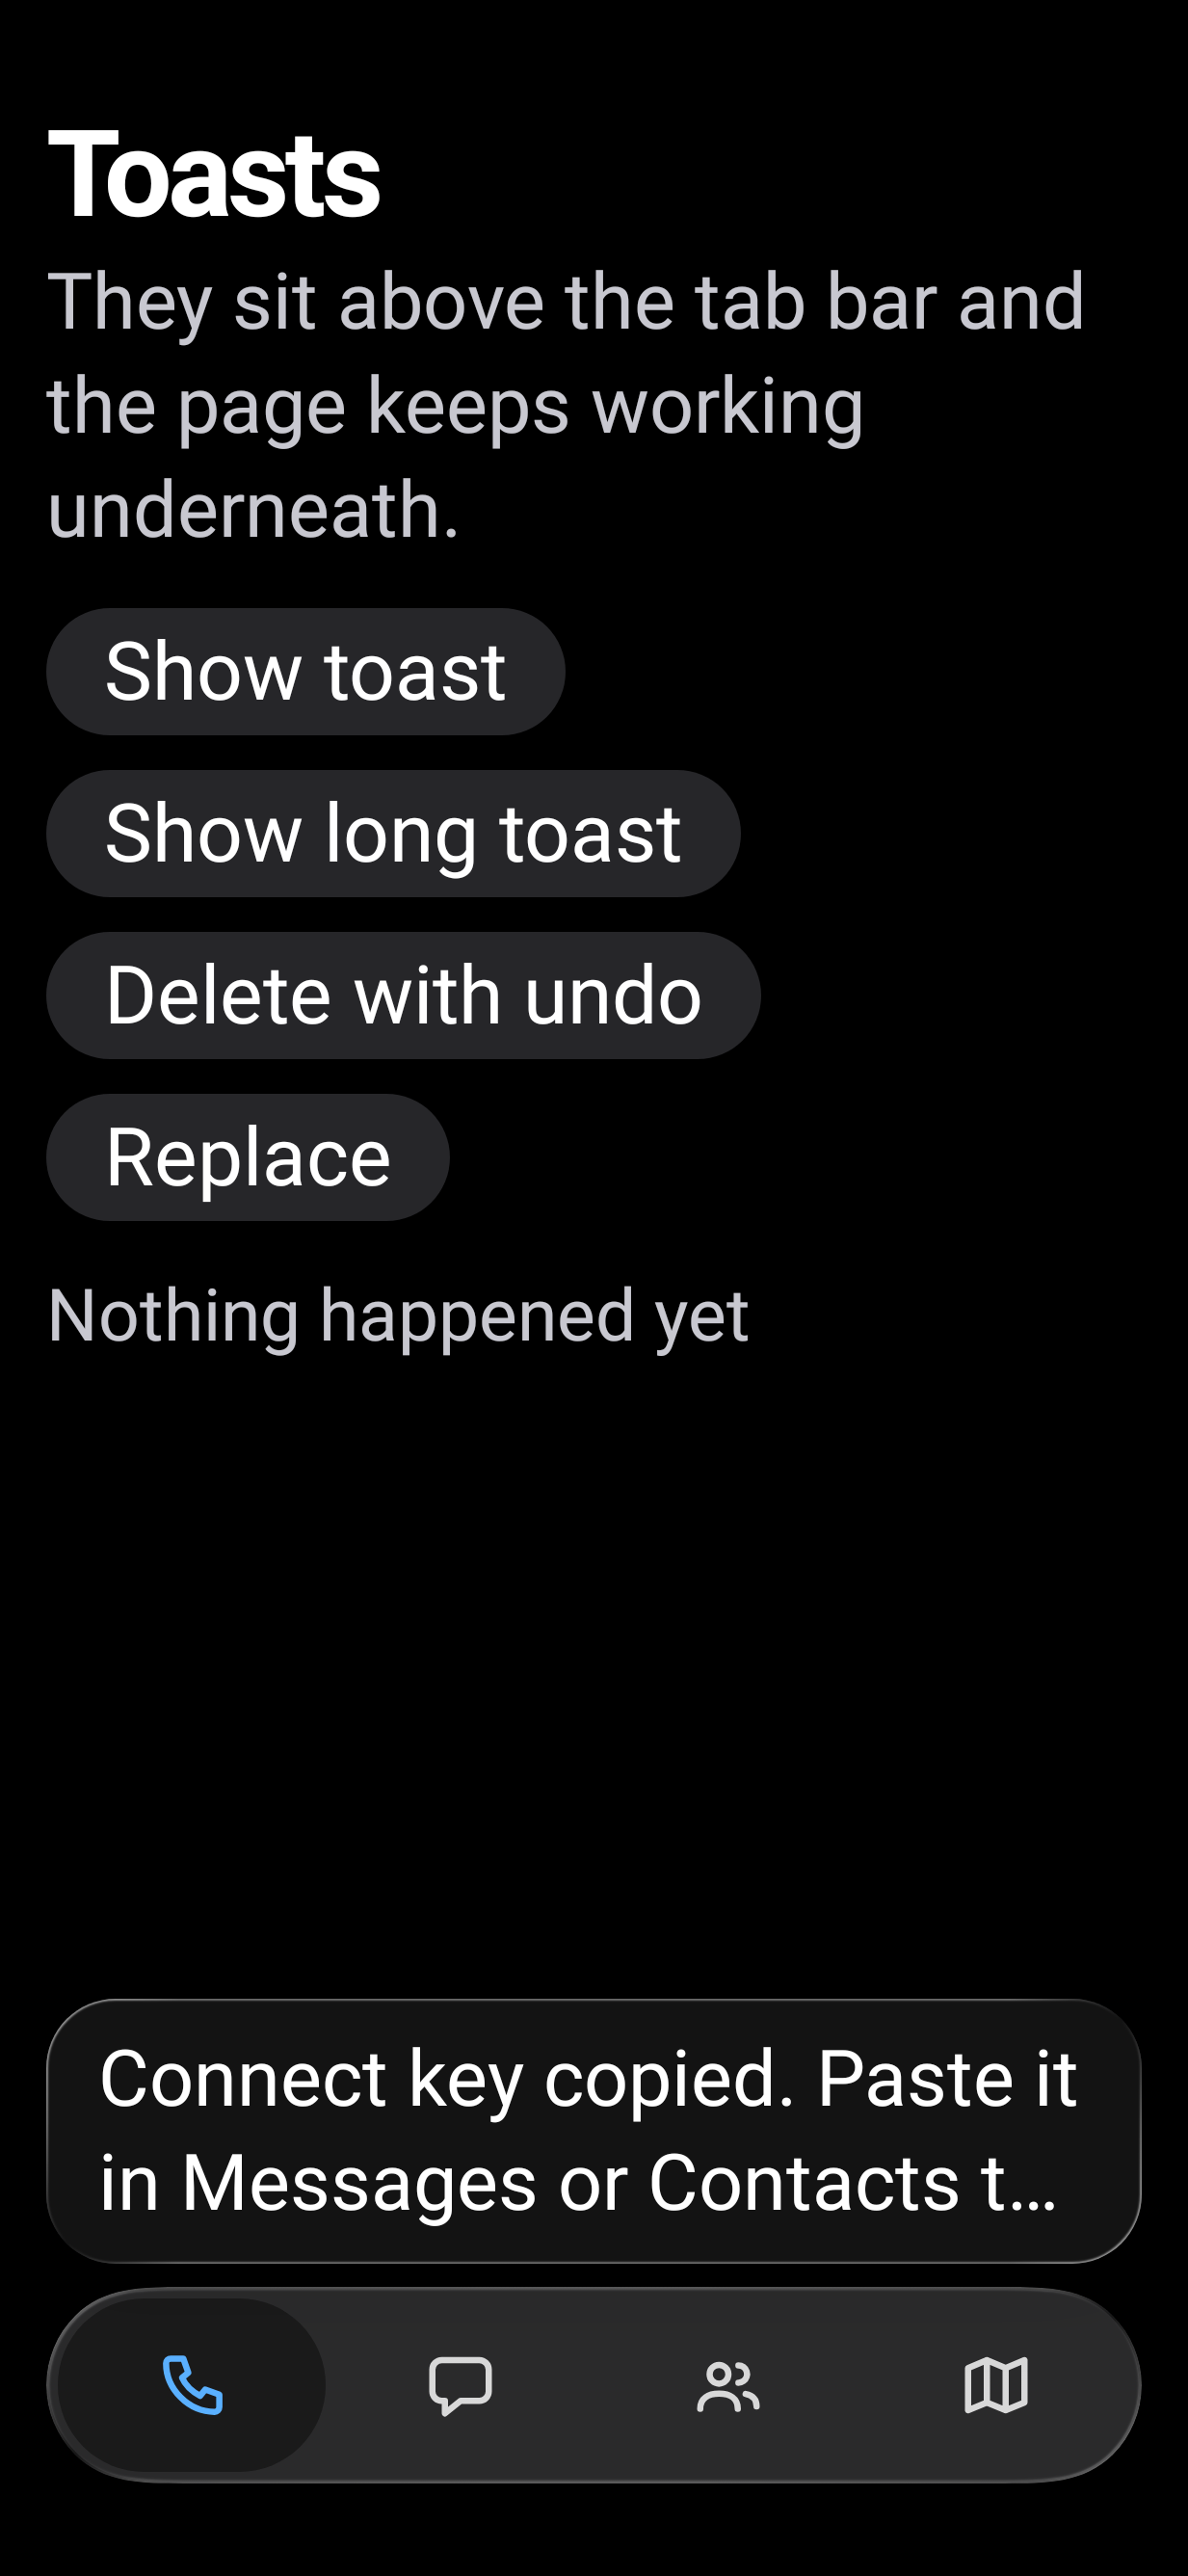 Toasts
They sit above the tab bar and
the page keeps working
underneath.
Show toast
Show long toast
Delete with undo
Replace
Nothing happened yet
Connect key copied. Paste it
in Messages or Contacts t…